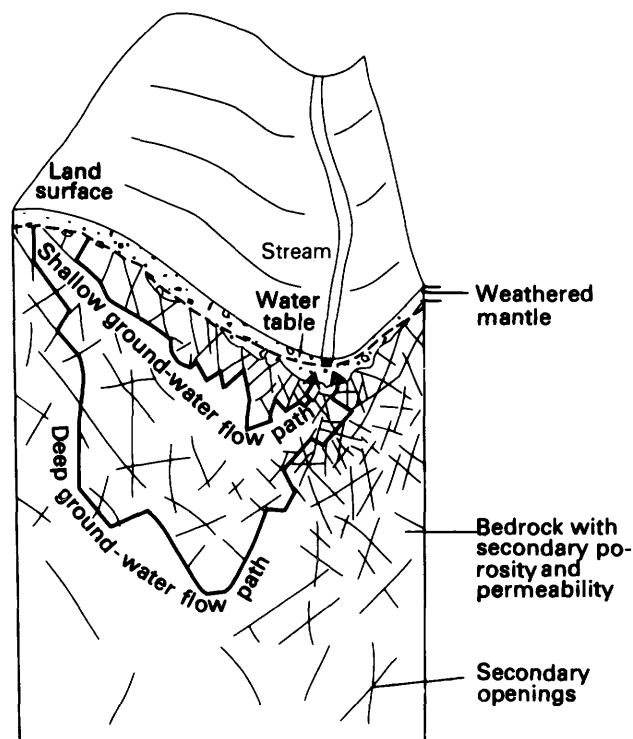 Land
surface
Stream
Water
table
Shallow ground-water flow path
Weathered
mantle
Deep ground-water flow path
Bedrock with
secondary po-
rosity and
permeability
Secondary
openings